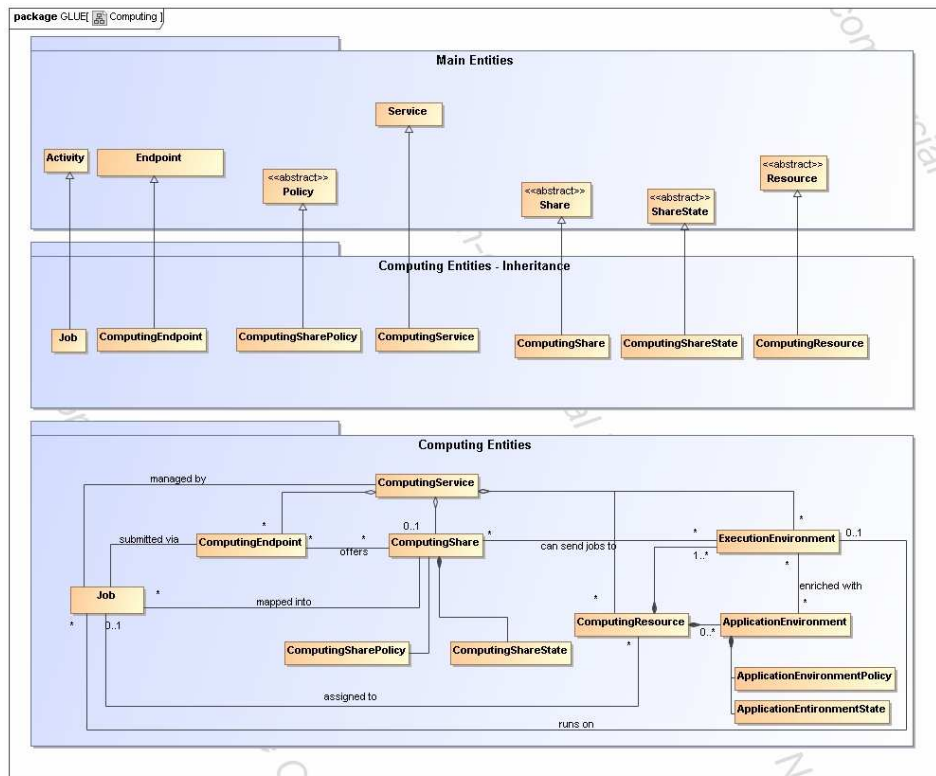 package GLUE[ Computing ]
Main Entities
Service
Activity
Endpoint
<<abstract>>
Policy
<<abstract>>
Share
<<abstract>>
ShareState
<<abstract>>
Resource
Computing Entities - Inheritance
Job
ComputingEndpoint
ComputingSharePolicy
ComputingService
ComputingShare
ComputingShareState
ComputingResource
Computing Entities
managed by
ComputingService
*
0..1
*
submitted via
ComputingEndpoint
*
*
offers
ComputingShare
*
can send jobs to
*
ExecutionEnvironment
0..1
1..*
*
enriched with
Job
*
mapped into
*
0..1
*
*
ComputingResource
0..*
ApplicationEnvironment
*
ComputingSharePolicy
ComputingShareState
ApplicationEnvironmentPolicy
assigned to
ApplicationEntironmentState
runs on